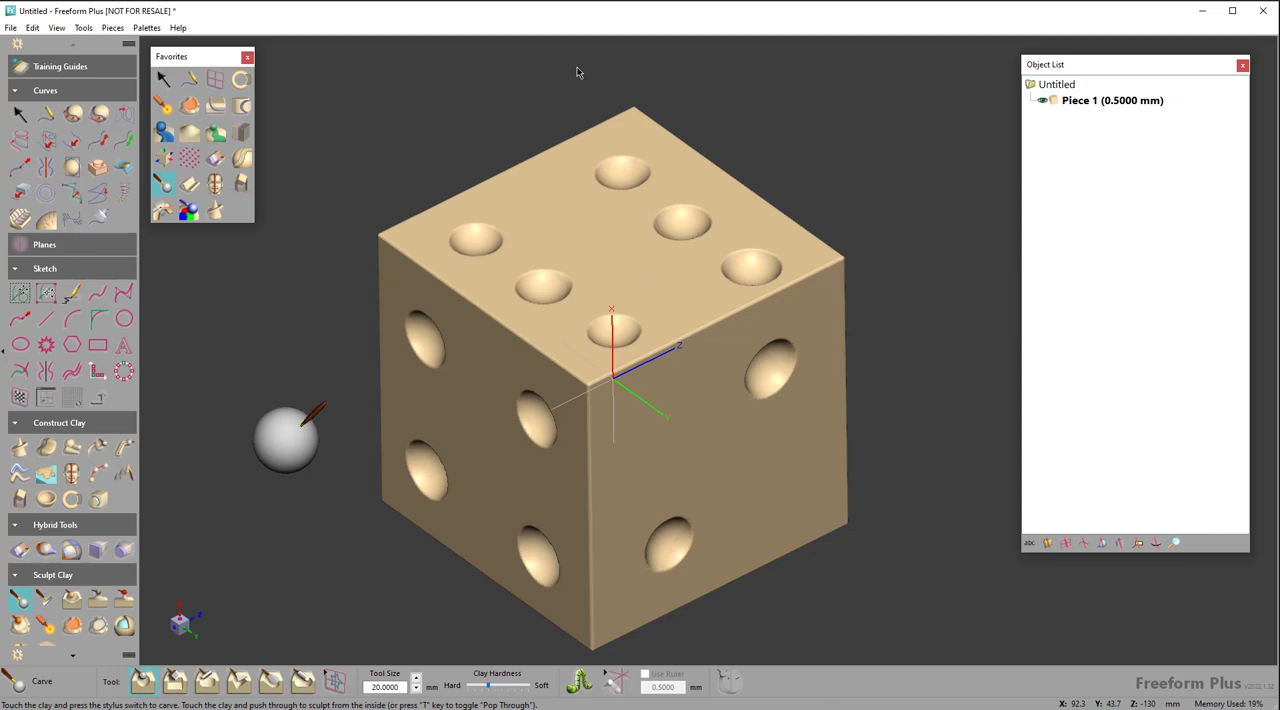 Untitled - Freeform Plus [NOT FOR RESALE] *
File Edit View Tools Pieces Palettes Help
Training Guides
Curves
Planes
Sketch
Construct Clay
Hybrid Tools
Sculpt Clay
Favorites
X
Z
Y
Object List
Untitled
Piece 1 (0.5000 mm)
abc
Carve
Tool:
Tool Size
20.0000 mm
Clay Hardness
Hard Soft
Use Ruler
0.5000 mm
Freeform Plus
Touch the clay and press the stylus switch to carve. Touch the clay and push through to sculpt from the inside (or press "T" key to toggle "Pop Through").
X: 92.3 Y: 43.7 Z: -130 mm Memory Used: 19%